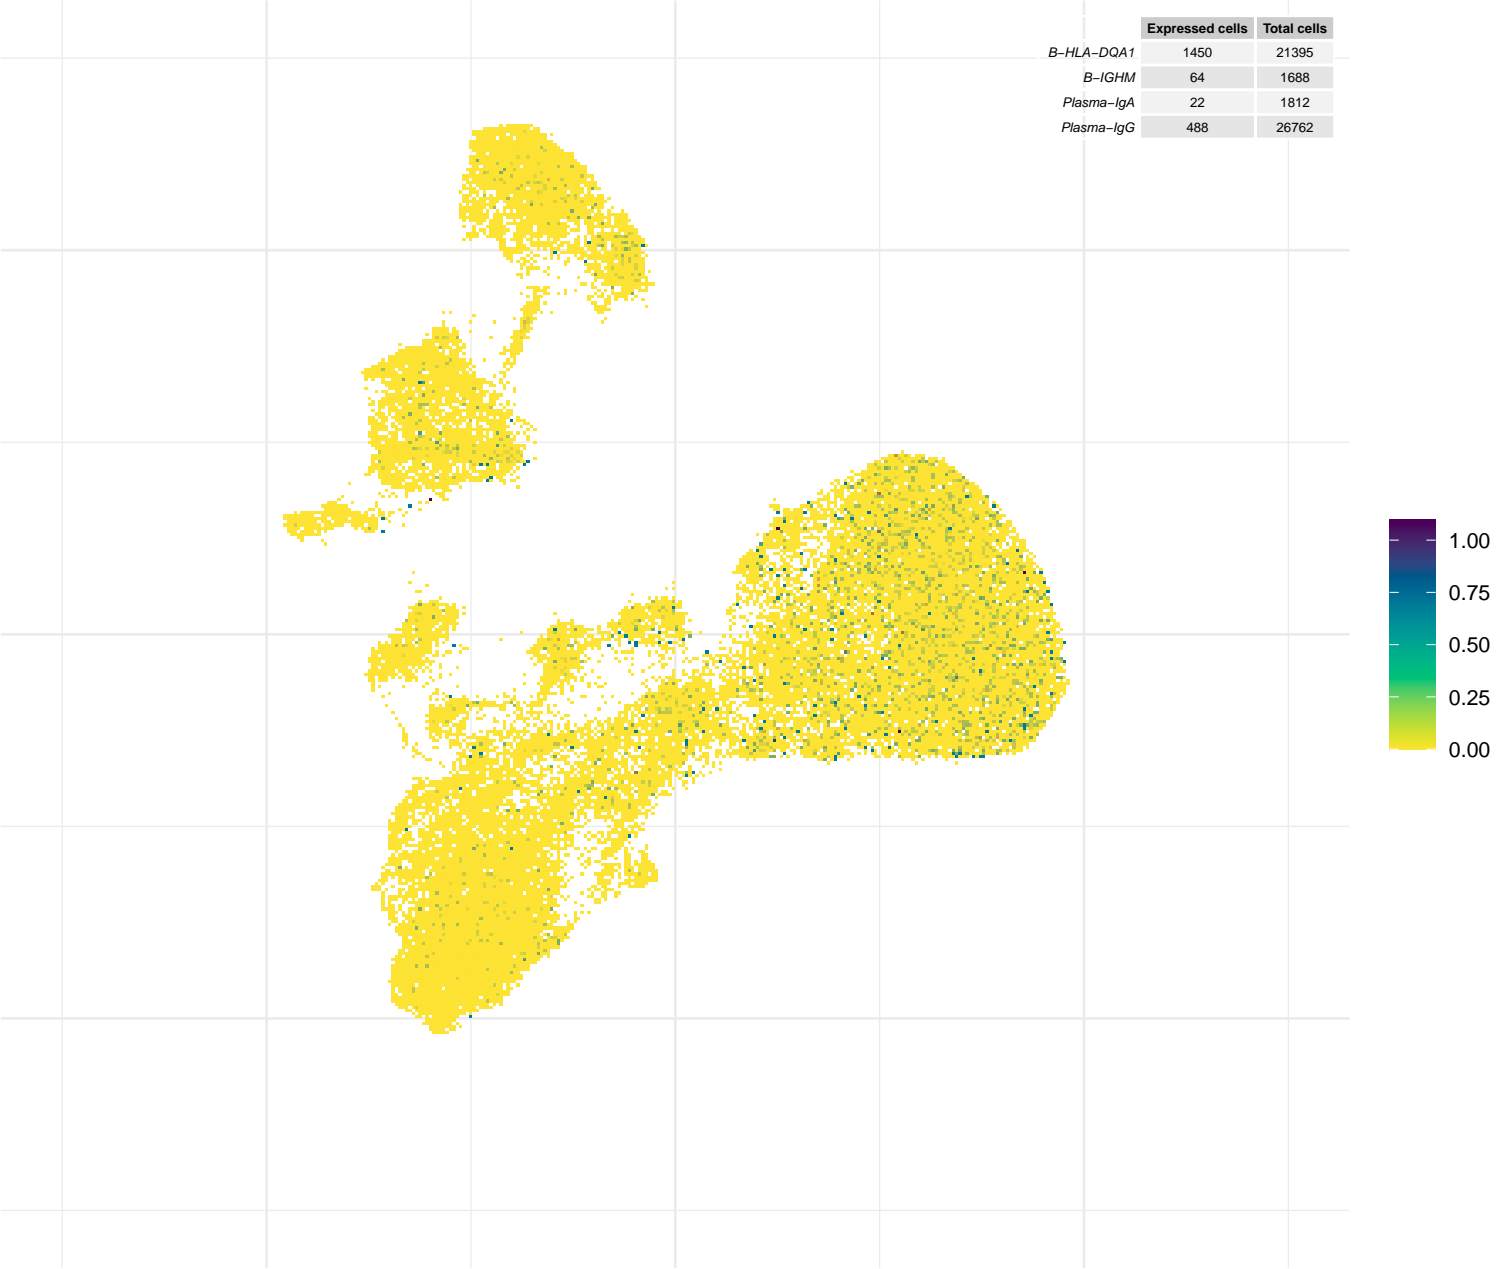 Expressed cells Total cells
B−HLA−DQA1 1450 21395
B−IGHM 64 1688
Plasma−IgA 22 1812
Plasma−IgG 488 26762
1.00
0.75
0.50
0.25
0.00